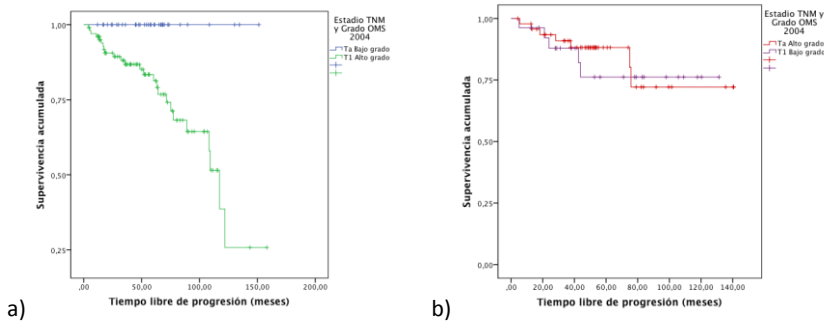 Estadio TNM
y Grado OMS
2004
Ta Bajo grado
T1 Alto grado
Supervivencia acumulada
1,00
0,75
0,50
0,25
,00
50,00
100,00
150,00
200,00
Tiempo libre de progresión (meses)
a)
Estadio TNM
y Grado OMS
2004
Ta Alto grado
T1 Bajo grado
Supervivencia acumulada
1,00
0,75
0,50
0,25
0,00
,00
20,00
40,00
60,00
80,00
100,00
120,00
140,00
Tiempo libre de progresión (meses)
b)